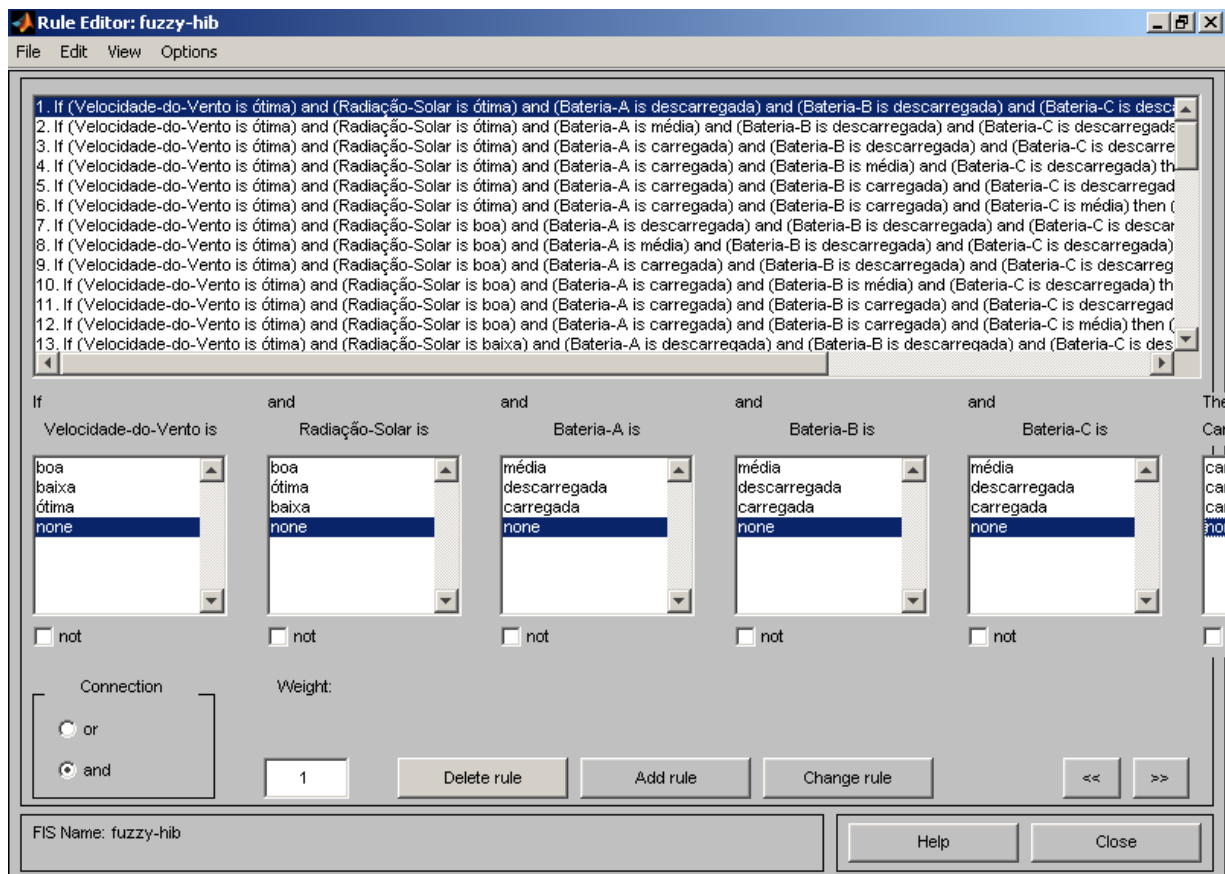 Rule Editor: fuzzy-hib
File Edit View Options
1. If (Velocidade-do-Vento is ótima) and (Radiação-Solar is ótima) and (Bateria-A is descarregada) and (Bateria-B is descarregada) and (Bateria-C is desca
2. If (Velocidade-do-Vento is ótima) and (Radiação-Solar is ótima) and (Bateria-A is média) and (Bateria-B is descarregada) and (Bateria-C is descarregada
3. If (Velocidade-do-Vento is ótima) and (Radiação-Solar is ótima) and (Bateria-A is carregada) and (Bateria-B is descarregada) and (Bateria-C is descarre
4. If (Velocidade-do-Vento is ótima) and (Radiação-Solar is ótima) and (Bateria-A is carregada) and (Bateria-B is média) and (Bateria-C is descarregada) th
5. If (Velocidade-do-Vento is ótima) and (Radiação-Solar is ótima) and (Bateria-A is carregada) and (Bateria-B is carregada) and (Bateria-C is descarregad
6. If (Velocidade-do-Vento is ótima) and (Radiação-Solar is ótima) and (Bateria-A is carregada) and (Bateria-B is carregada) and (Bateria-C is média) then (
7. If (Velocidade-do-Vento is ótima) and (Radiação-Solar is boa) and (Bateria-A is descarregada) and (Bateria-B is descarregada) and (Bateria-C is descar
8. If (Velocidade-do-Vento is ótima) and (Radiação-Solar is boa) and (Bateria-A is média) and (Bateria-B is descarregada) and (Bateria-C is descarregada)
9. If (Velocidade-do-Vento is ótima) and (Radiação-Solar is boa) and (Bateria-A is carregada) and (Bateria-B is descarregada) and (Bateria-C is descarreg
10. If (Velocidade-do-Vento is ótima) and (Radiação-Solar is boa) and (Bateria-A is carregada) and (Bateria-B is média) and (Bateria-C is descarregada) th
11. If (Velocidade-do-Vento is ótima) and (Radiação-Solar is boa) and (Bateria-A is carregada) and (Bateria-B is carregada) and (Bateria-C is descarregad
12. If (Velocidade-do-Vento is ótima) and (Radiação-Solar is boa) and (Bateria-A is carregada) and (Bateria-B is carregada) and (Bateria-C is média) then (
13. If (Velocidade-do-Vento is ótima) and (Radiação-Solar is baixa) and (Bateria-A is descarregada) and (Bateria-B is descarregada) and (Bateria-C is des
If and and and and The
Velocidade-do-Vento is Radiação-Solar is Bateria-A is Bateria-B is Bateria-C is Car
boa boa média média média car
baixa ótima descarregada descarregada descarregada car
ótima baixa carregada carregada carregada car
none none none none none no
not not not not not
Connection Weight:
or
and 1 Delete rule Add rule Change rule << >>
FIS Name: fuzzy-hib Help Close